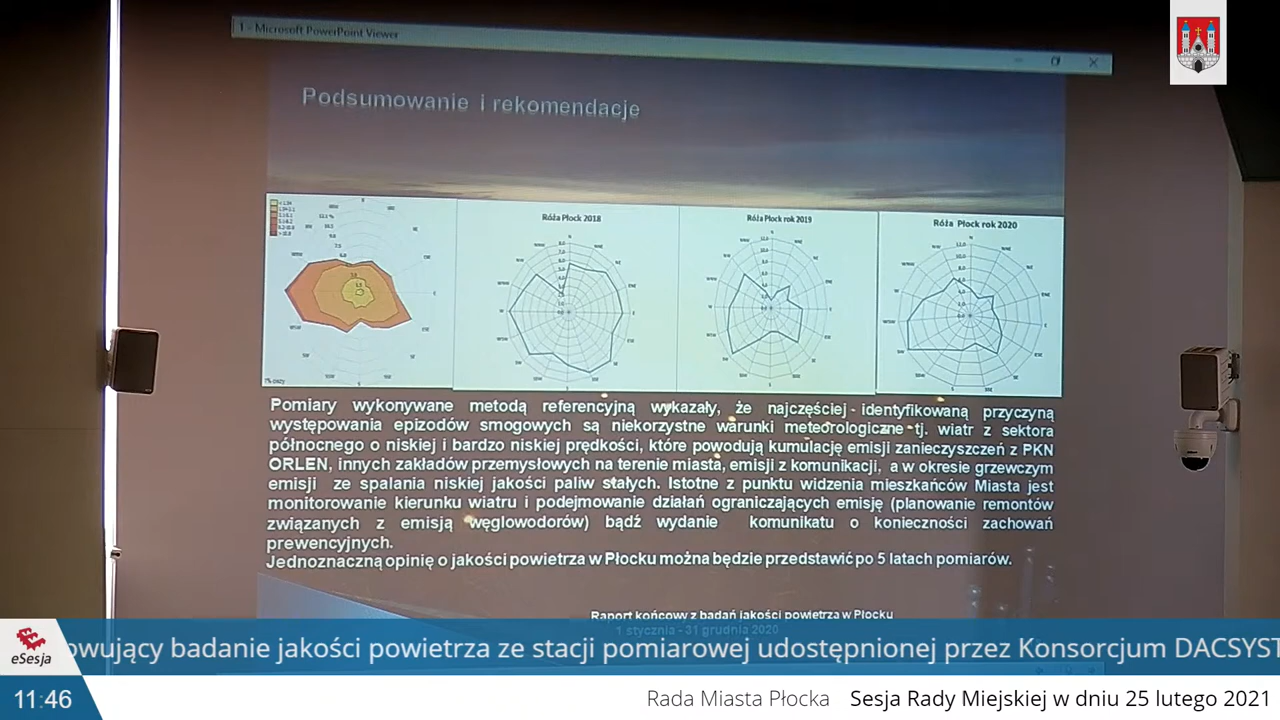 1 - Microsoft PowerPoint Viewer
Podsumowanie i rekomendacje
Róża Płock 2018
Róża Płock rok 2019
Róża Płock rok 2020
Pomiary wykonywane metodą referencyjną wykazały, że najczęściej identyfikowaną przyczyną
występowania epizodów smogowych są niekorzystne warunki meteorologiczne tj. wiatr z sektora
północnego o niskiej i bardzo niskiej prędkości, które powodują kumulację emisji zanieczyszczeń z PKN
ORLEN, innych zakładów przemysłowych na terenie miasta, emisji z komunikacji, a w okresie grzewczym
emisji ze spalania niskiej jakości paliw stałych. Istotne z punktu widzenia mieszkańców Miasta jest
monitorowanie kierunku wiatru i podejmowanie działań ograniczających emisję (planowanie remontów
związanych z emisją węglowodorów) bądź wydanie komunikatu o konieczności zachowań
prewencyjnych.
Jednoznaczną opinię o jakości powietrza w Płocku można będzie przedstawić po 5 latach pomiarów.
Raport końcowy z badań jakości powietrza w Płocku
1 stycznia - 31 grudnia 2020
owujący badanie jakości powietrza ze stacji pomiarowej udostępnionej przez Konsorcjum DACSYST
eSesja
11:46
Rada Miasta Płocka Sesja Rady Miejskiej w dniu 25 lutego 2021